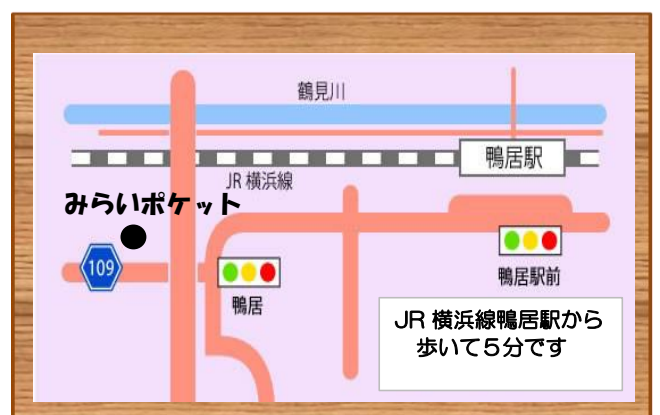 鶴見川
鴨居駅
JR 横浜線
みらいポケット
109
鴨居
鴨居駅前
JR 横浜線鴨居駅から
歩いて５分です